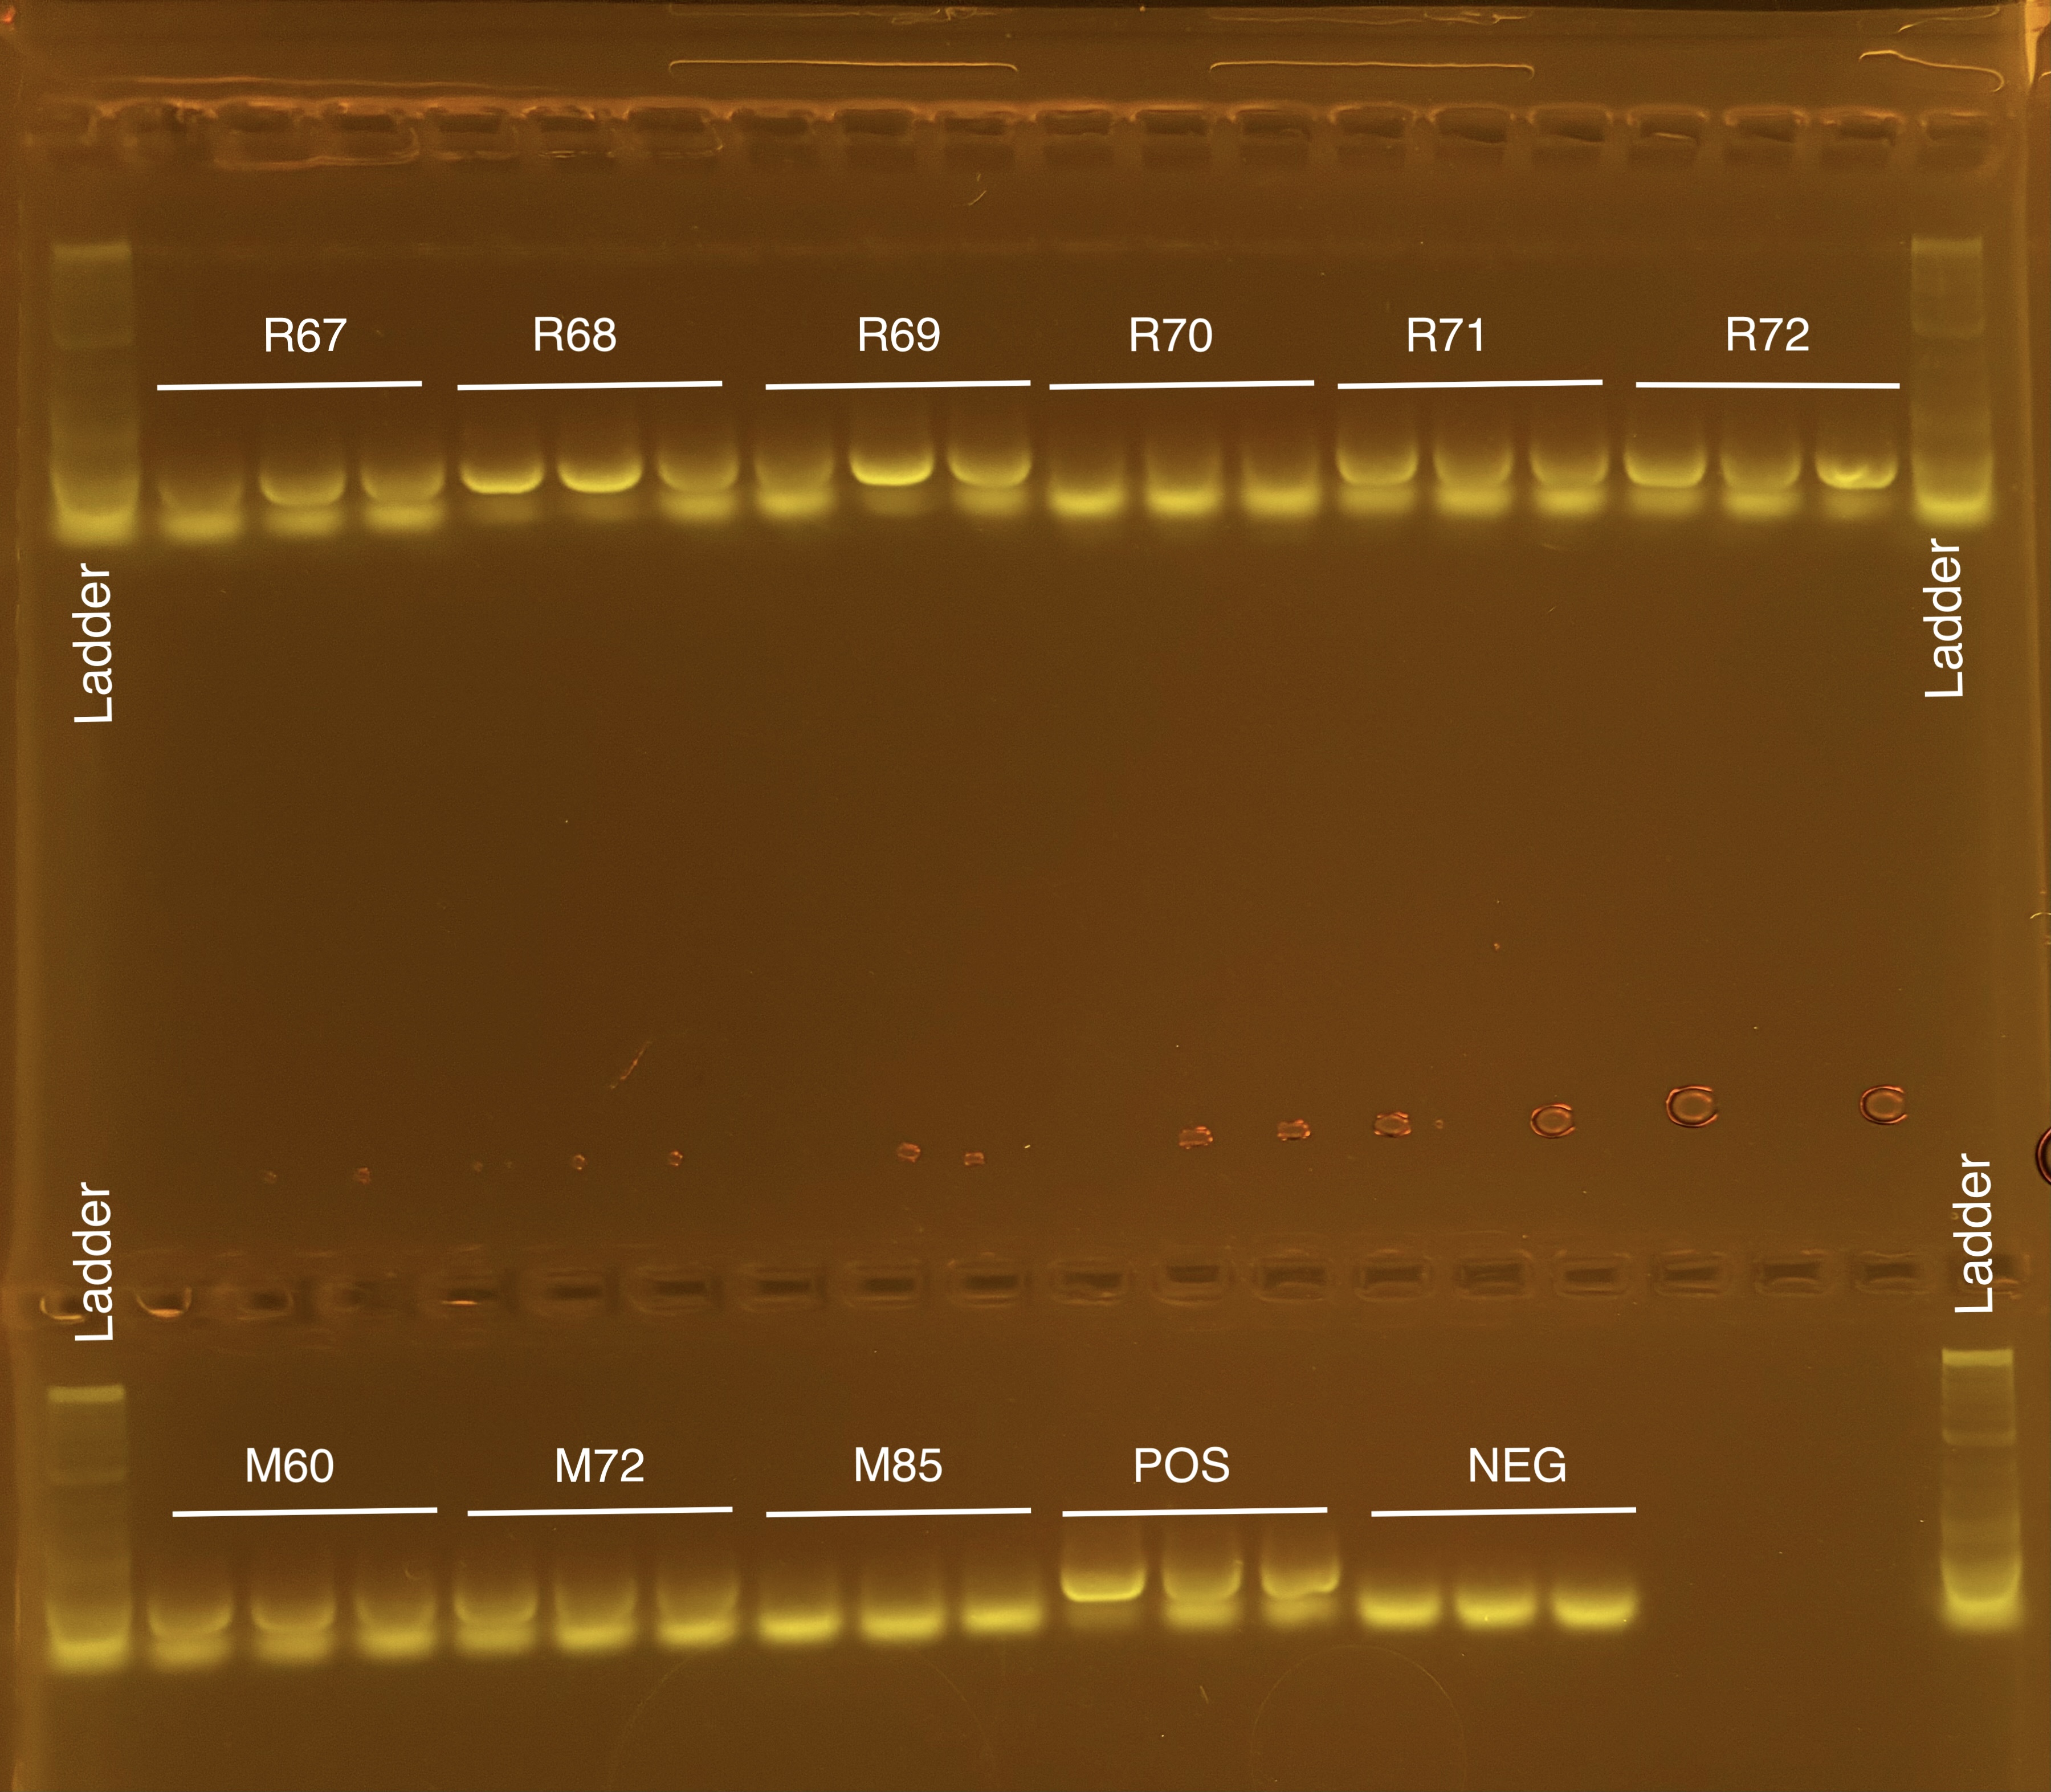 R67
R68
R69
R70
R71
R72
Ladder
Ladder
Ladder
Ladder
M60
M72
M85
POS
NEG